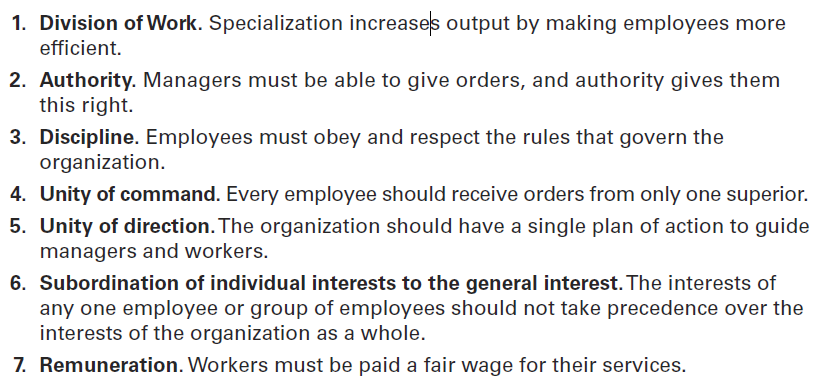 1. Division of Work. Specialization increases output by making employees more
efficient.
2. Authority. Managers must be able to give orders, and authority gives them
this right.
3. Discipline. Employees must obey and respect the rules that govern the
organization.
4. Unity of command. Every employee should receive orders from only one superior.
5. Unity of direction. The organization should have a single plan of action to guide
managers and workers.
6. Subordination of individual interests to the general interest. The interests of
any one employee or group of employees should not take precedence over the
interests of the organization as a whole.
7. Remuneration. Workers must be paid a fair wage for their services.